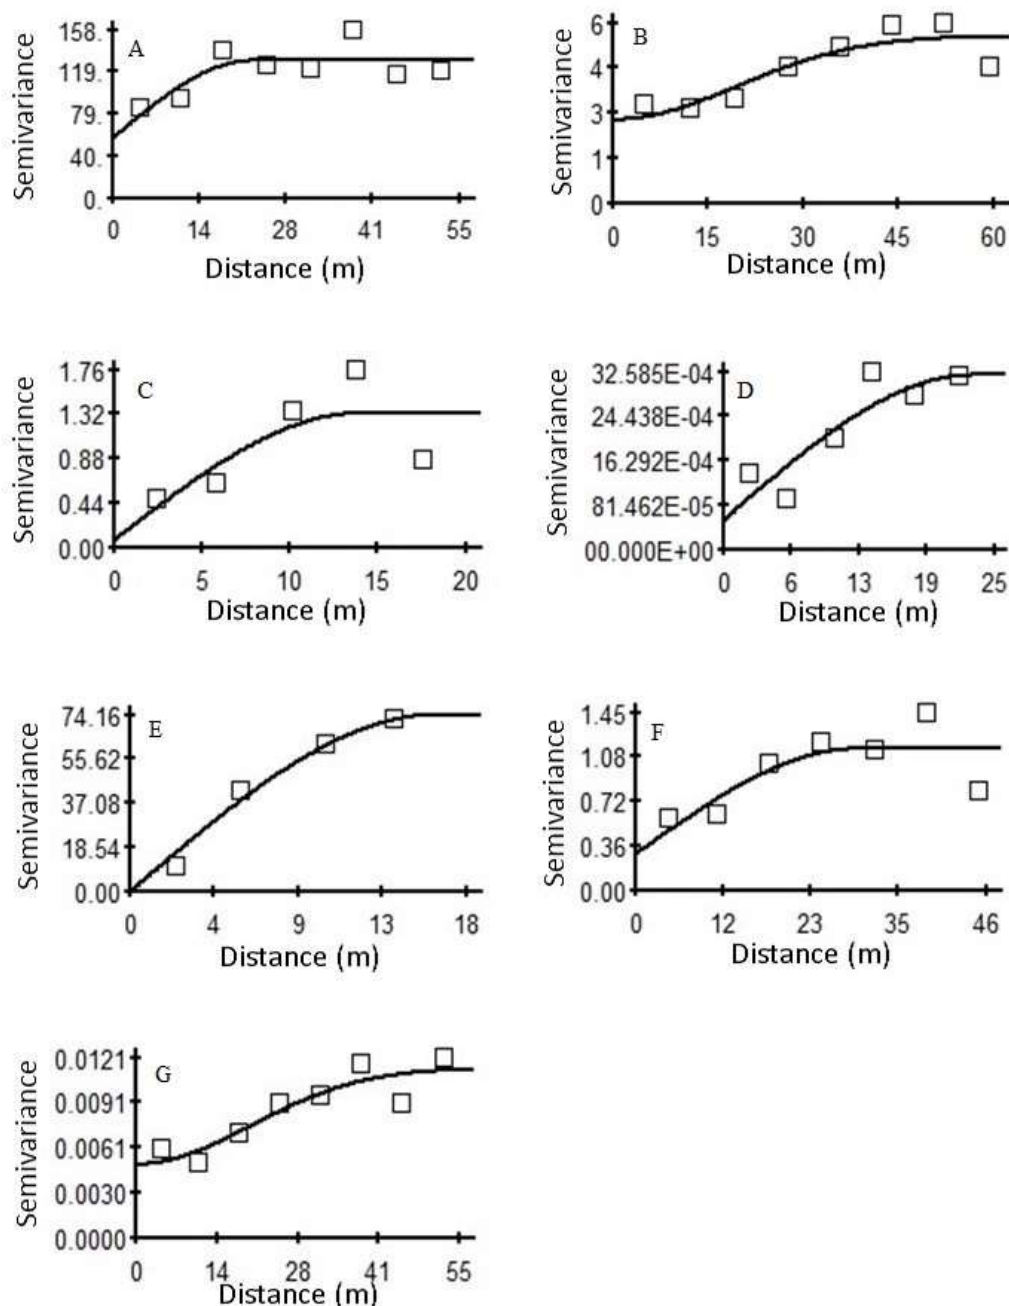 Semivariance
158.
119.
79.
40.
0.
A
0 14 28 41 55
Distance (m)
Semivariance
6
4
3
1
0
B
0 15 30 45 60
Distance (m)
Semivariance
1.76
1.32
0.88
0.44
0.00
C
0 5 10 15 20
Distance (m)
Semivariance
32.585E-04
24.438E-04
16.292E-04
81.462E-05
00.000E+00
D
0 6 13 19 25
Distance (m)
Semivariance
74.16
55.62
37.08
18.54
0.00
E
0 4 9 13 18
Distance (m)
Semivariance
1.45
1.08
0.72
0.36
0.00
F
0 12 23 35 46
Distance (m)
Semivariance
0.0121
0.0091
0.0061
0.0030
0.0000
G
0 14 28 41 55
Distance (m)